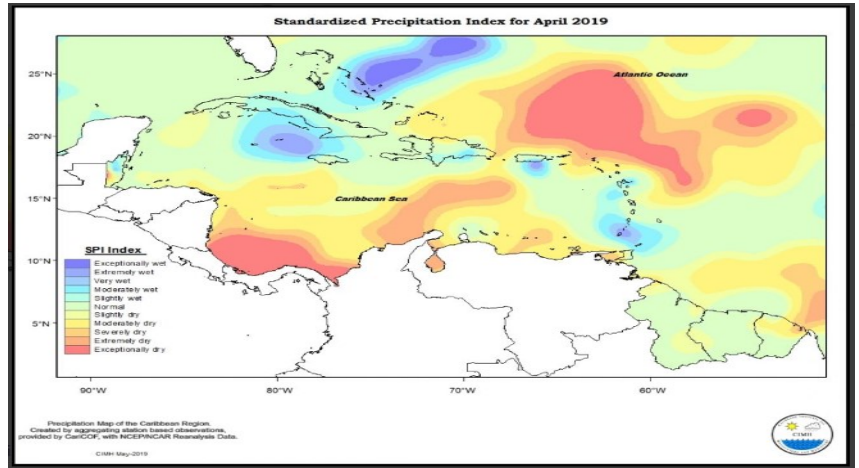 Standardized Precipitation Index for April 2019
25°N
Atlantic Ocean
20°N
15°N
Caribbean Sea
SPI Index
Exceptionally wet
Extremely wet
Very wet
Moderately wet
Slightly wet
Normal
Slightly dry
Moderately dry
Severely dry
Extremely dry
Exceptionally dry
10°N
5°N
90°W
80°W
70°W
60°W
Precipitation Map of the Caribbean Region.
Created by aggregating station based observations,
provided by CariCOF, with NCEP/NCAR Reanalysis Data.
CIMH May-2019
CIMH